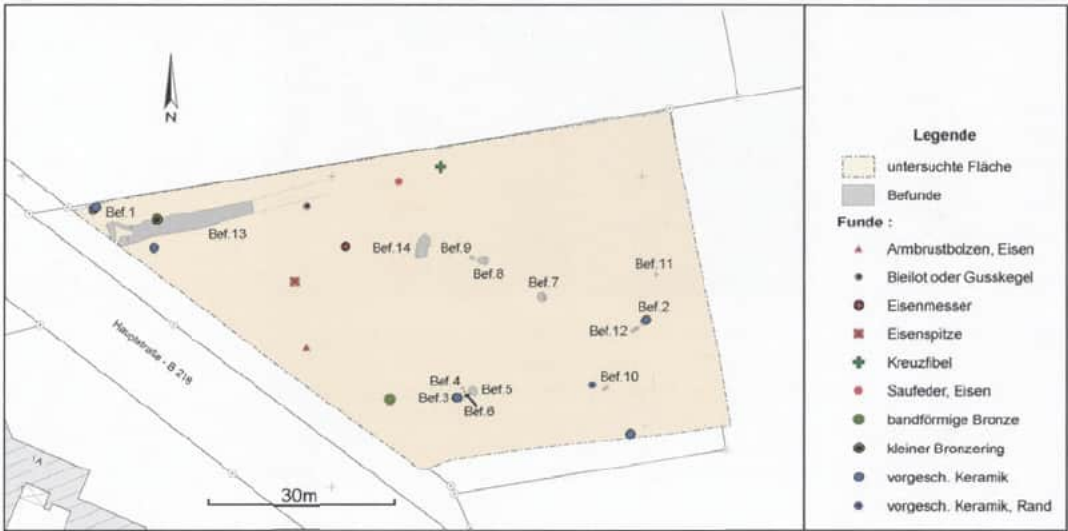 N
Bef.1
Bef.13
Bef.14
Bef.9
Bef.8
Bef.11
Bef.7
Bef.2
Bef.12
Hauptstraße - B 218
Bef.4
Bef.5
Bef.3
Bef.6
Bef.10
30m
Legende
untersuchte Fläche
Befunde
Funde :
Armbrustbolzen, Eisen
Bleilot oder Gusskegel
Eisenmesser
Eisenspitze
Kreuzfibel
Saufeder, Eisen
bandförmige Bronze
kleiner Bronzering
vorgesch. Keramik
vorgesch. Keramik, Rand